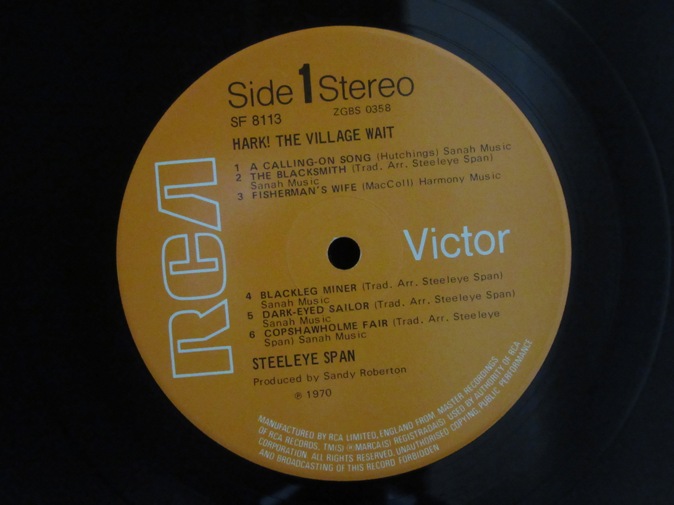 Side 1 Stereo
SF 8113
ZGBS 0358
HARK! THE VILLAGE WAIT
1 A CALLING-ON SONG (Hutchings) Sanah Music
2 THE BLACKSMITH (Trad. Arr. Steeleye Span)
Sanah Music
3 FISHERMAN'S WIFE (MacColl) Harmony Music
RCA
Victor
4 BLACKLEG MINER (Trad. Arr. Steeleye Span)
Sanah Music
5 DARK-EYED SAILOR (Trad. Arr. Steeleye Span)
Sanah Music
6 COPSHAWHOLME FAIR (Trad. Arr. Steeleye
Span) Sanah Music
STEELEYE SPAN
Produced by Sandy Roberton
℗ 1970
MANUFACTURED BY RCA LIMITED, ENGLAND FROM MASTER RECORDINGS
OF RCA RECORDS, TM(S) ® MARCA(S) REGISTRADA(S) USED BY AUTHORITY OF RCA
CORPORATION. ALL RIGHTS RESERVED. UNAUTHORISED COPYING, PUBLIC PERFORMANCE
AND BROADCASTING OF THIS RECORD FORBIDDEN